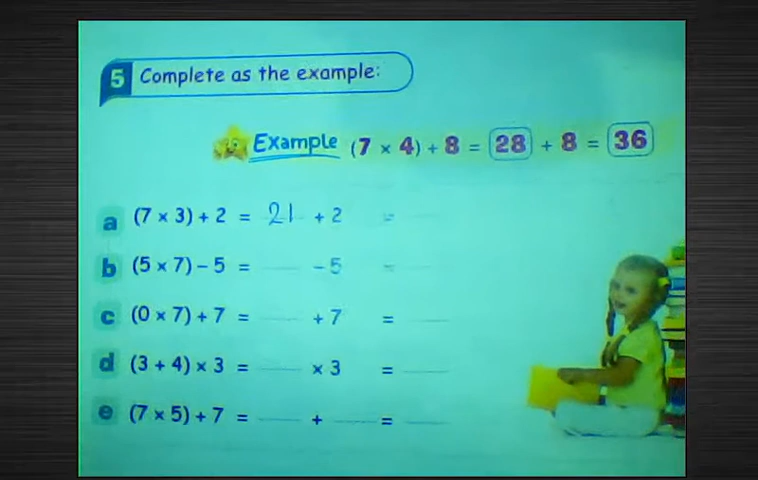 5 Complete as the example:
Example (7 × 4) + 8 = 28 + 8 = 36
a (7 × 3) + 2 = 21 + 2 =
b (5 × 7) – 5 = – 5 =
c (0 × 7) + 7 = + 7 =
d (3 + 4) × 3 = × 3 =
e (7 × 5) + 7 = + =